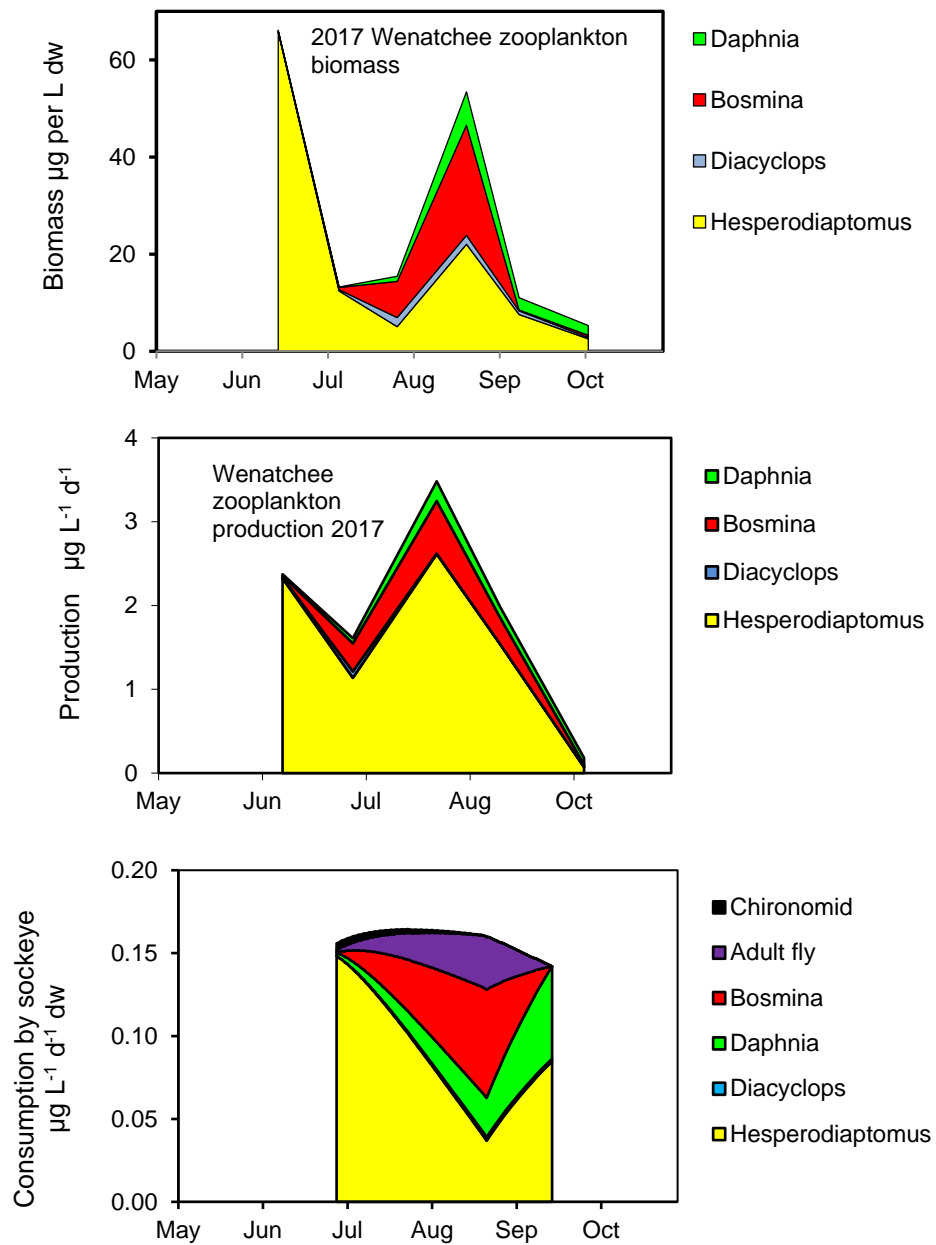 2017 Wenatchee zooplankton
biomass
Biomass µg per L dw
60
40
20
0
May Jun Jul Aug Sep Oct
Daphnia
Bosmina
Diacyclops
Hesperodiaptomus
Wenatchee
zooplankton
production 2017
Production µg L-1 d-1
4
3
2
1
0
May Jun Jul Aug Oct
Daphnia
Bosmina
Diacyclops
Hesperodiaptomus
Consumption by sockeye
µg L-1 d-1 dw
0.20
0.15
0.10
0.05
0.00
May Jun Jul Aug Sep Oct
Chironomid
Adult fly
Bosmina
Daphnia
Diacyclops
Hesperodiaptomus